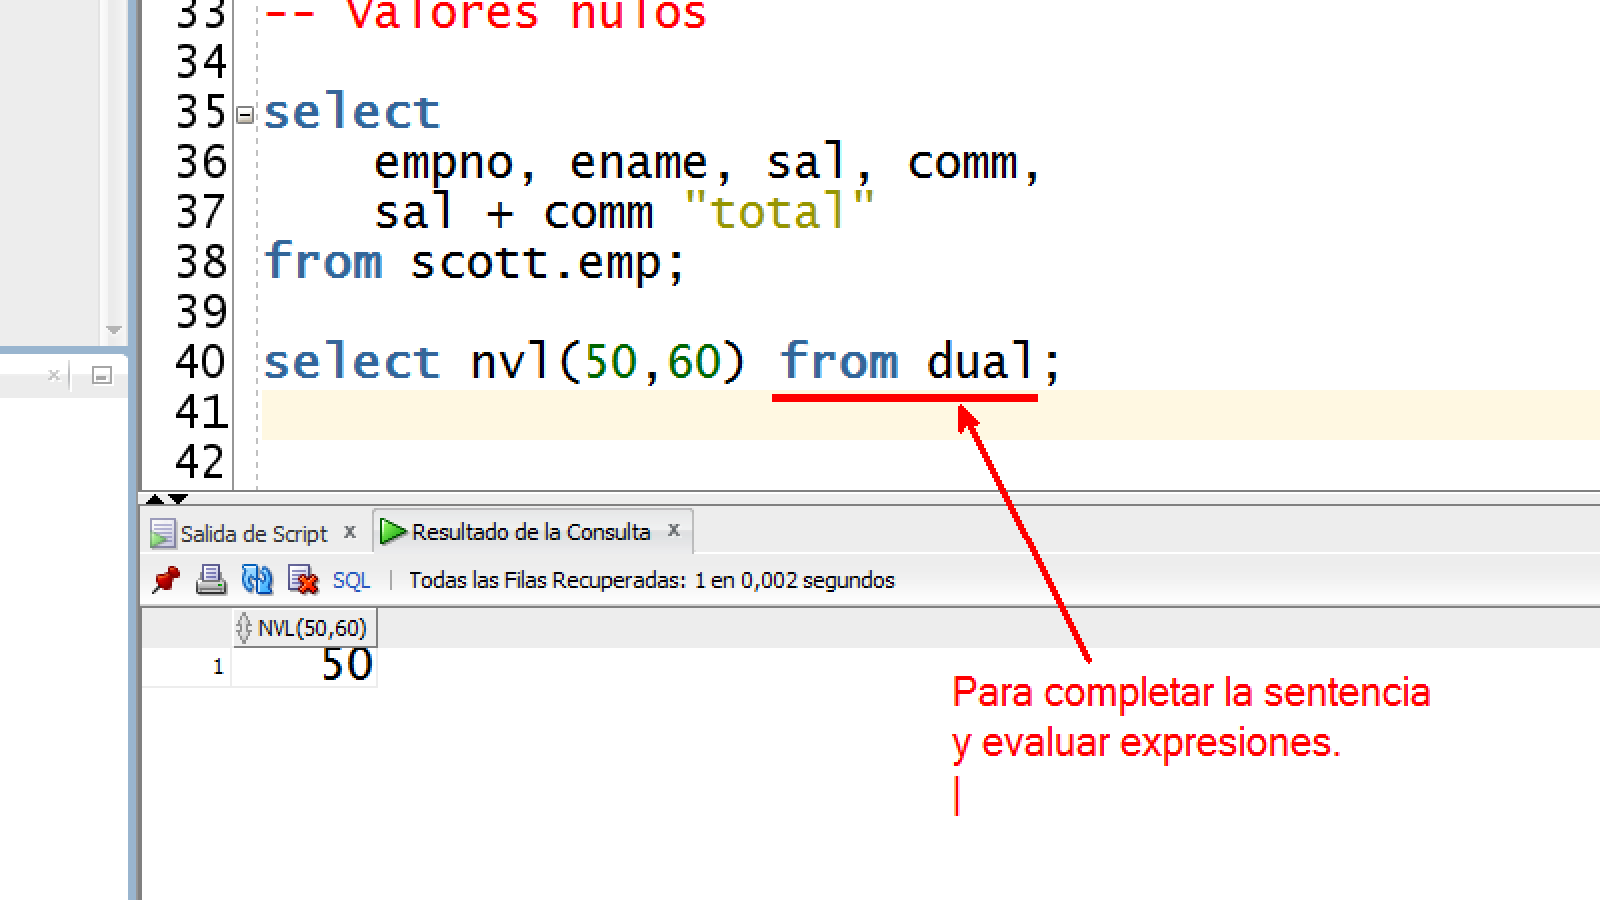 33 -- Valores nulos
34
35 select
36 empno, ename, sal, comm,
37 sal + comm "total"
38 from scott.emp;
39
40 select nvl(50,60) from dual;
41
42
Salida de Script x Resultado de la Consulta x
SQL | Todas las Filas Recuperadas: 1 en 0,002 segundos
NVL(50,60)
1 50
Para completar la sentencia
y evaluar expresiones.